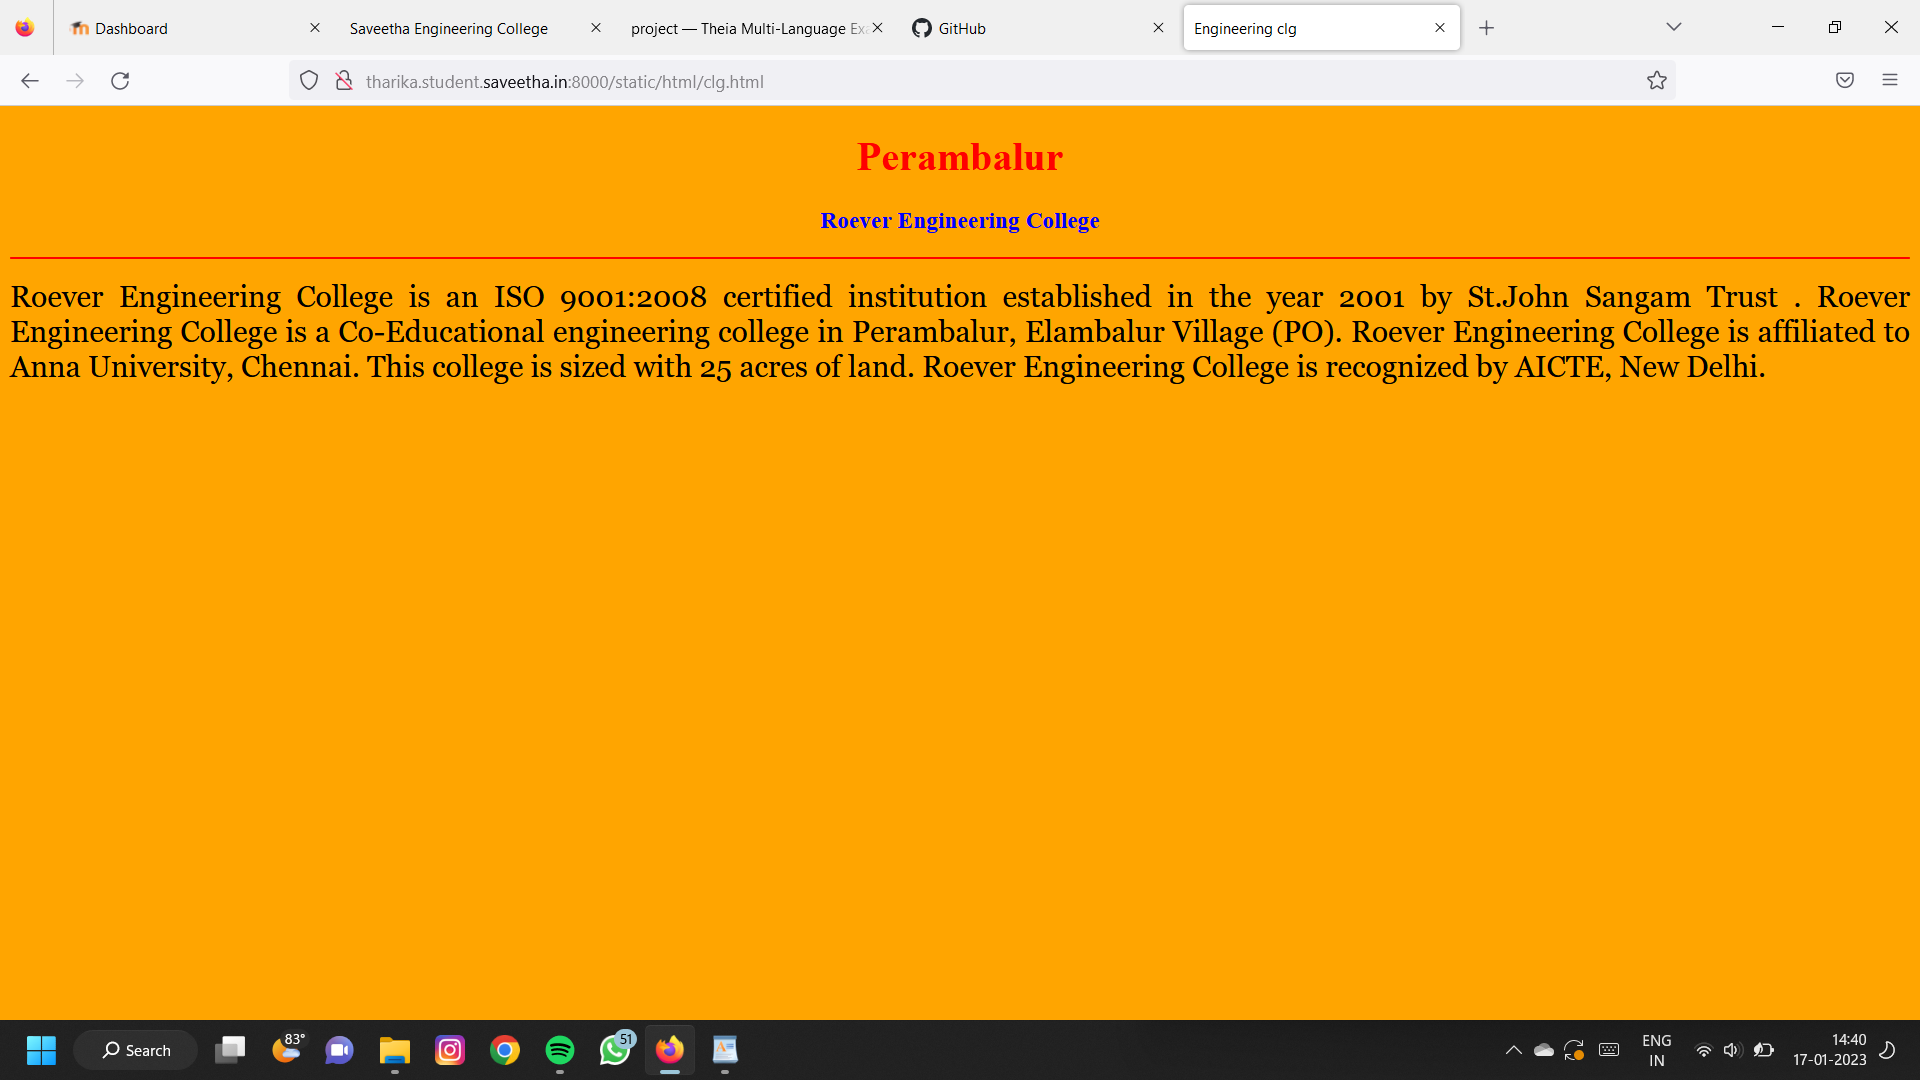 Dashboard
Saveetha Engineering College
project — Theia Multi-Language Ex
GitHub
Engineering clg
tharika.student.saveetha.in:8000/static/html/clg.html
Perambalur
Roever Engineering College
Roever Engineering College is an ISO 9001:2008 certified institution established in the year 2001 by St.John Sangam Trust . Roever
Engineering College is a Co-Educational engineering college in Perambalur, Elambalur Village (PO). Roever Engineering College is affiliated to
Anna University, Chennai. This college is sized with 25 acres of land. Roever Engineering College is recognized by AICTE, New Delhi.
Search
83°
51
ENG
IN
14:40
17-01-2023